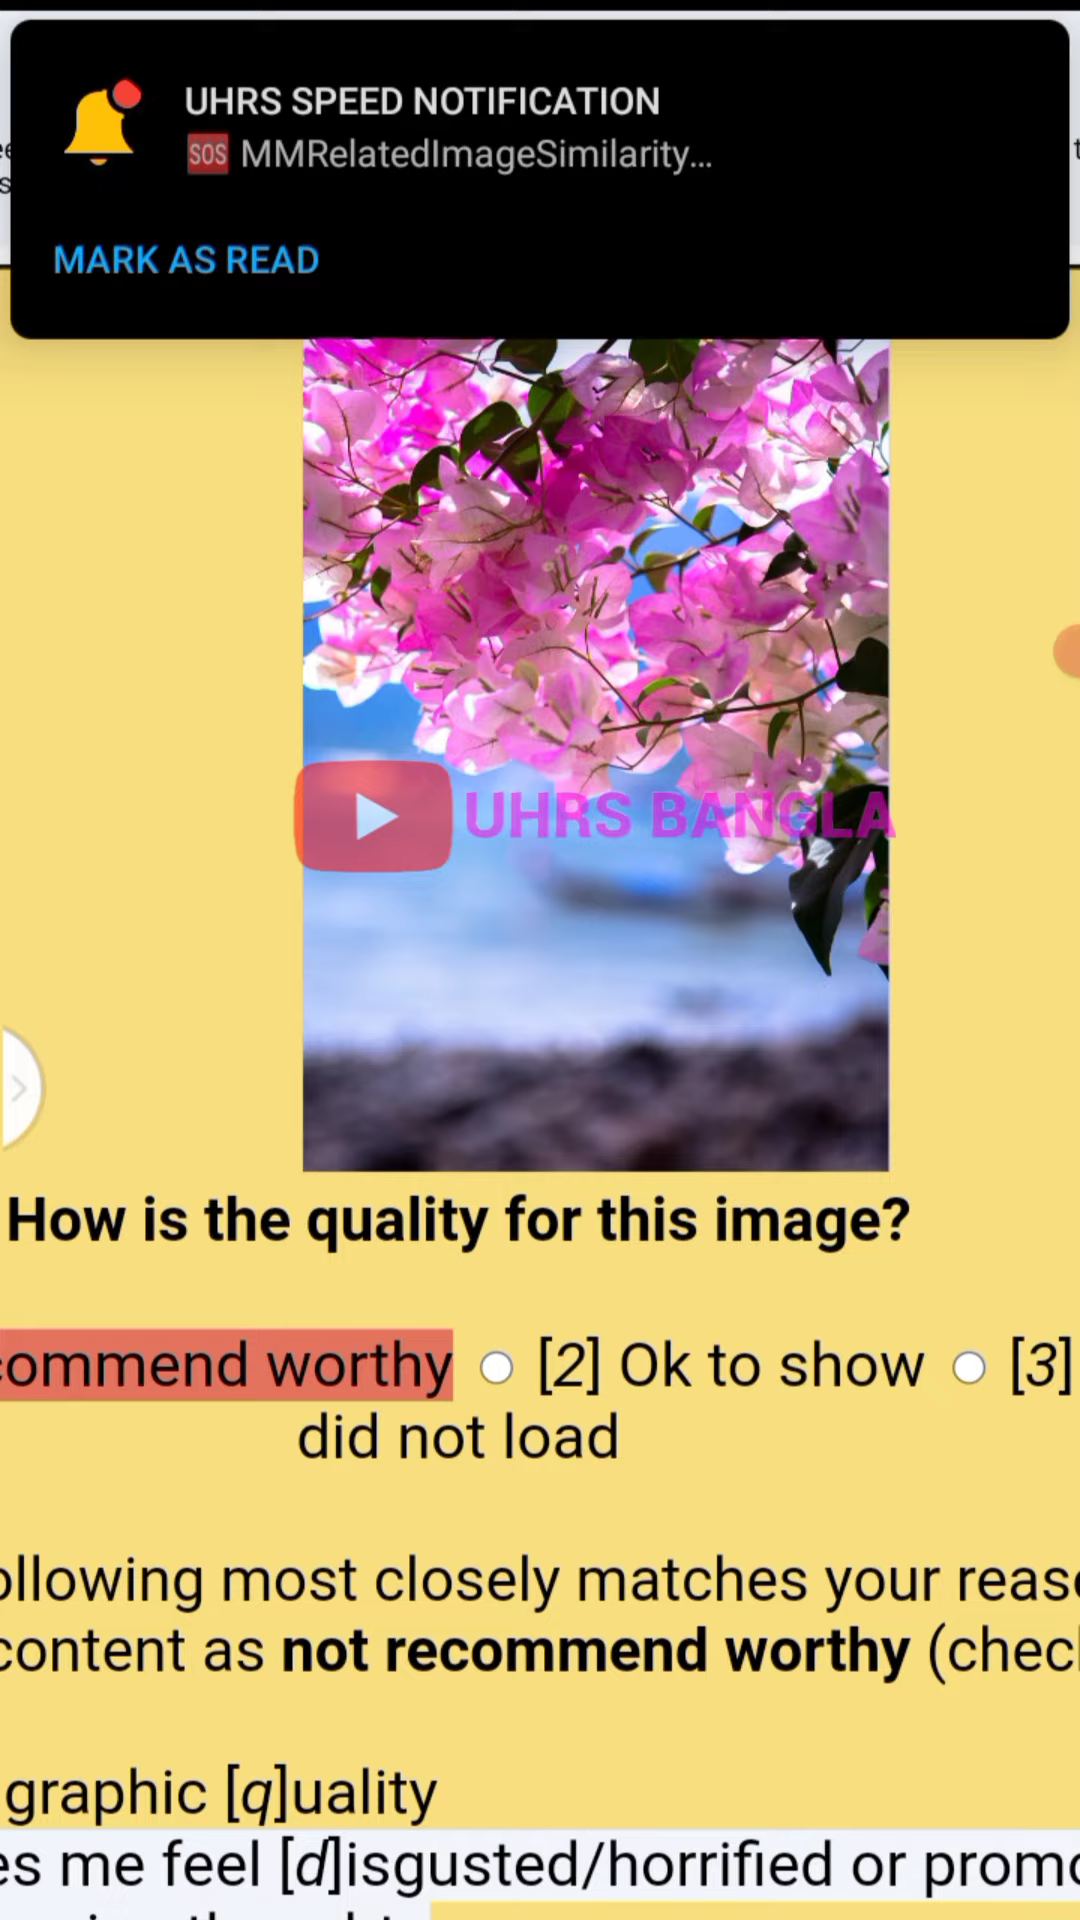 UHRS SPEED NOTIFICATION
SOS MMRelatedImageSimilarity...
MARK AS READ
UHRS BANGLA
How is the quality for this image?
commend worthy [2] Ok to show [3]
did not load
ollowing most closely matches your reas
content as not recommend worthy (chec
graphic [q]uality
es me feel [d]isgusted/horrified or promo